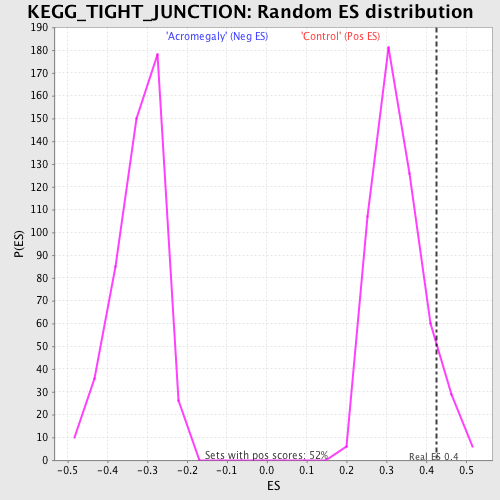 KEGG_TIGHT_JUNCTION: Random ES distribution
'Acromegaly' (Neg ES) 'Control' (Pos ES)
190
180
170
160
150
140
130
120
110
100
90
80
70
60
50
40
30
20
10
0
P(ES)
Sets with pos scores: 52%
Real ES 0.4
-0.5 -0.4 -0.3 -0.2 -0.1 0.0 0.1 0.2 0.3 0.4 0.5
ES